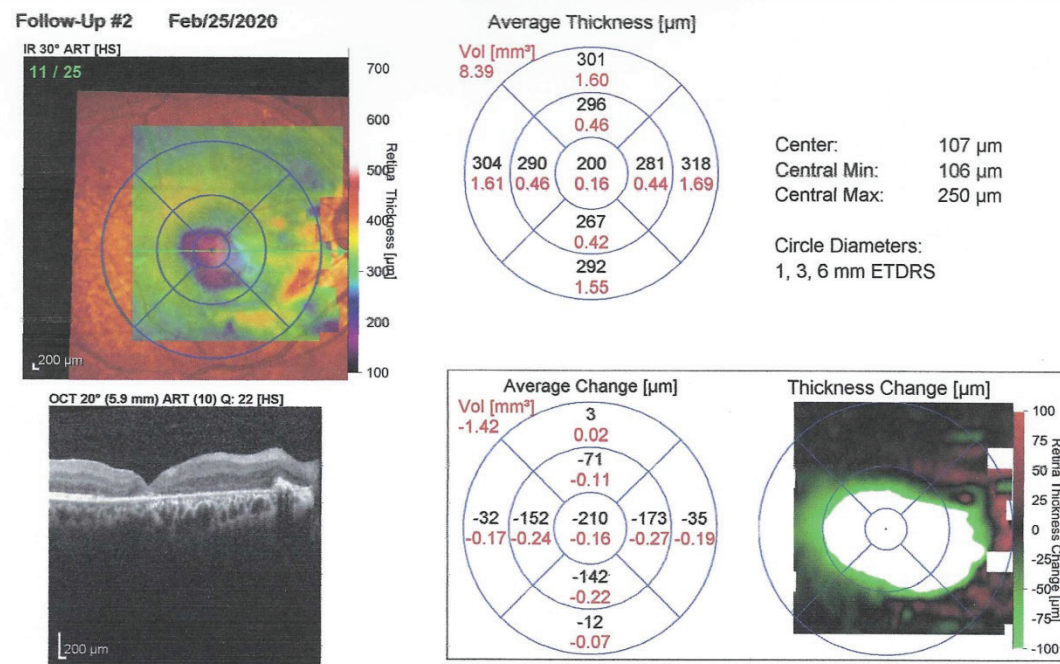 Follow-Up #2 Feb/25/2020
IR 30° ART [HS]
11 / 25
200 µm
700
600
500
400
300
200
100
Retina Thickness [µm]
OCT 20° (5.9 mm) ART (10) Q: 22 [HS]
200 µm
Average Thickness [µm]
Vol [mm³]
8.39
301
1.60
296
0.46
304 290 200 281 318
1.61 0.46 0.16 0.44 1.69
267
0.42
292
1.55
Center: 107 µm
Central Min: 106 µm
Central Max: 250 µm
Circle Diameters:
1, 3, 6 mm ETDRS
Average Change [µm]
Vol [mm³]
-1.42
3
0.02
-71
-0.11
-32 -152 -210 -173 -35
-0.17 -0.24 -0.16 -0.27 -0.19
-142
-0.22
-12
-0.07
Thickness Change [µm]
100
75
50
25
0
-25
-50
-75
-100
Retina Thickness Change [µm]